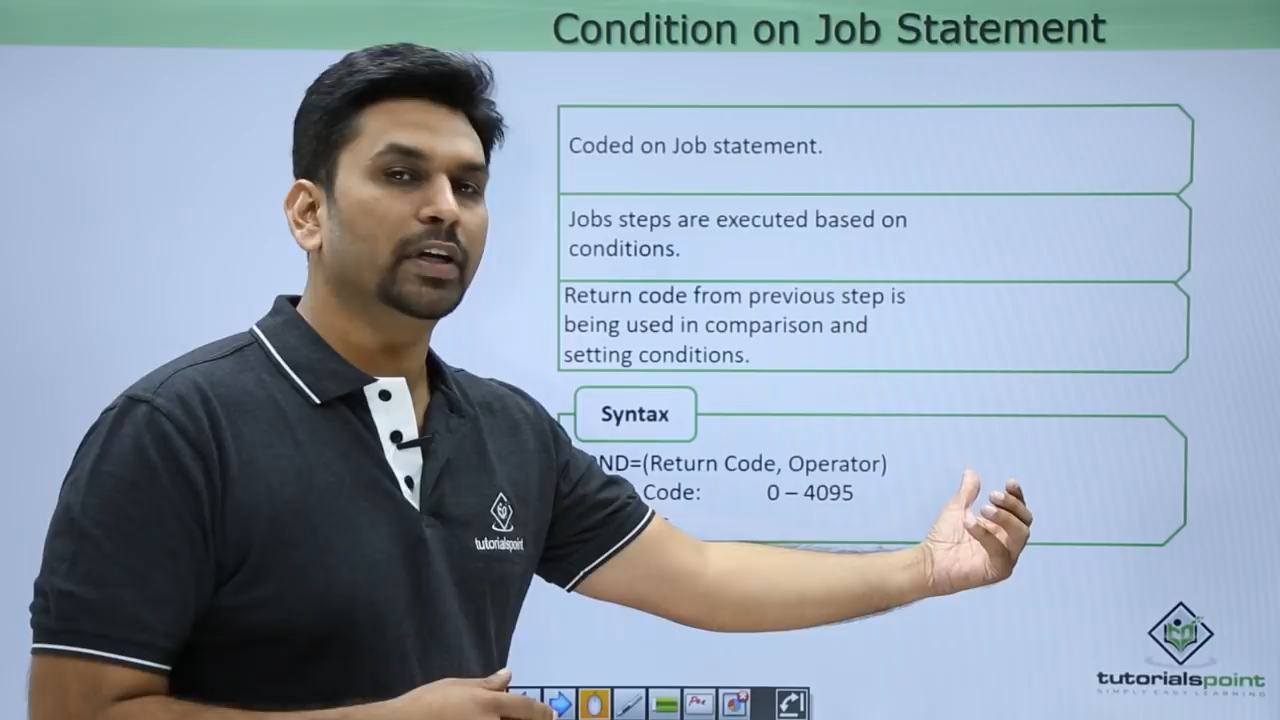 Condition on Job Statement
Coded on Job statement.
Jobs steps are executed based on
conditions.
Return code from previous step is
being used in comparison and
setting conditions.
Syntax
ND=(Return Code, Operator)
Code: 0 – 4095
tutorialspoint
tutorialspoint
SIMPLY EASY LEARNING